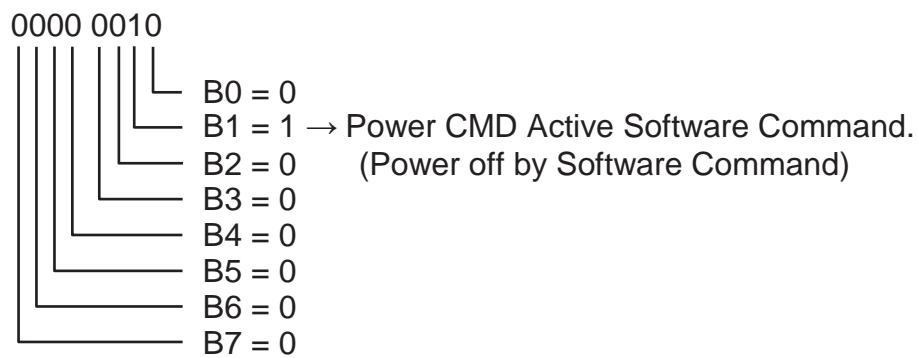 0000 0010
B0 = 0
B1 = 1 → Power CMD Active Software Command.
B2 = 0 (Power off by Software Command)
B3 = 0
B4 = 0
B5 = 0
B6 = 0
B7 = 0